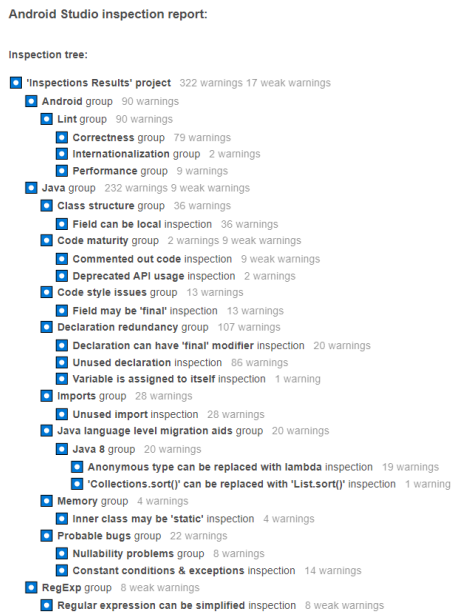 Android Studio inspection report:
Inspection tree:
'Inspections Results' project 322 warnings 17 weak warnings
Android group 90 warnings
Lint group 90 warnings
Correctness group 79 warnings
Internationalization group 2 warnings
Performance group 9 warnings
Java group 232 warnings 9 weak warnings
Class structure group 36 warnings
Field can be local inspection 36 warnings
Code maturity group 2 warnings 9 weak warnings
Commented out code inspection 9 weak warnings
Deprecated API usage inspection 2 warnings
Code style issues group 13 warnings
Field may be 'final' inspection 13 warnings
Declaration redundancy group 107 warnings
Declaration can have 'final' modifier inspection 20 warnings
Unused declaration inspection 86 warnings
Variable is assigned to itself inspection 1 warning
Imports group 28 warnings
Unused import inspection 28 warnings
Java language level migration aids group 20 warnings
Java 8 group 20 warnings
Anonymous type can be replaced with lambda inspection 19 warnings
'Collections.sort()' can be replaced with 'List.sort()' inspection 1 warning
Memory group 4 warnings
Inner class may be 'static' inspection 4 warnings
Probable bugs group 22 warnings
Nullability problems group 8 warnings
Constant conditions & exceptions inspection 14 warnings
RegExp group 8 weak warnings
Regular expression can be simplified inspection 8 weak warnings